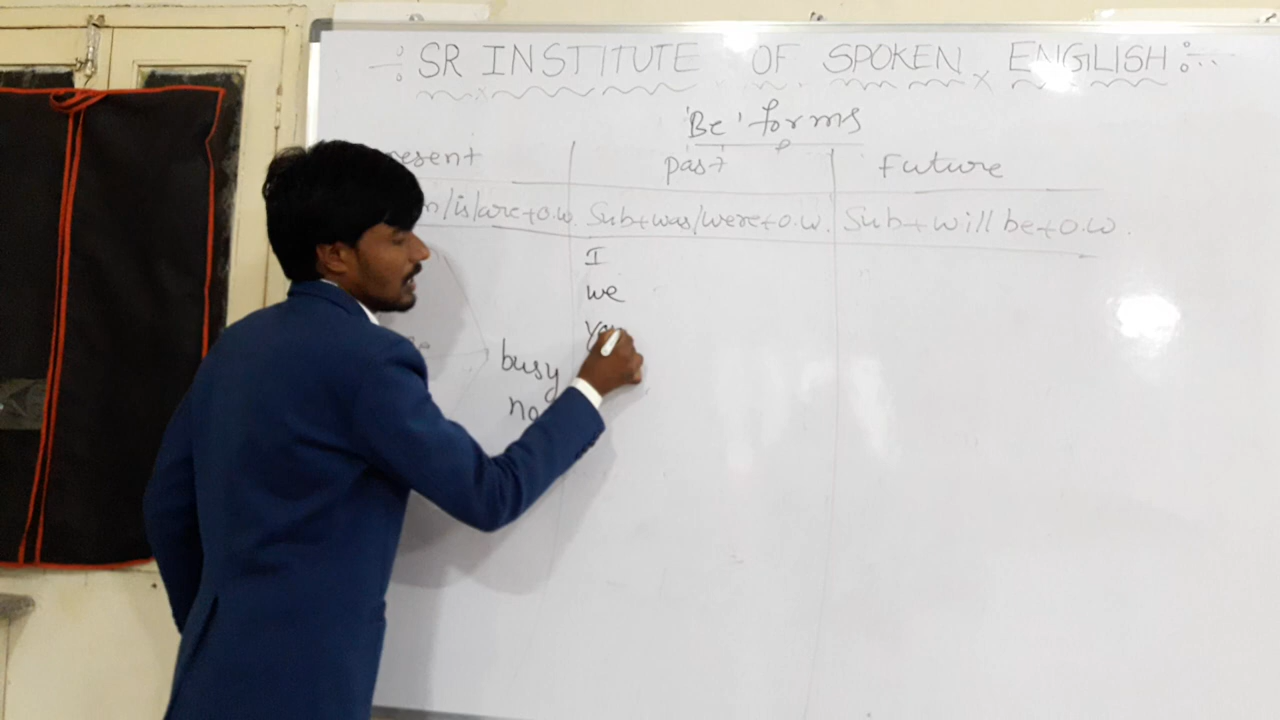 SR INSTITUTE OF SPOKEN ENGLISH
'Be' forms
esent past Future
/is/are+o.w. Sub+was/were+o.w. Sub+will be+o.w.
I
we
busy